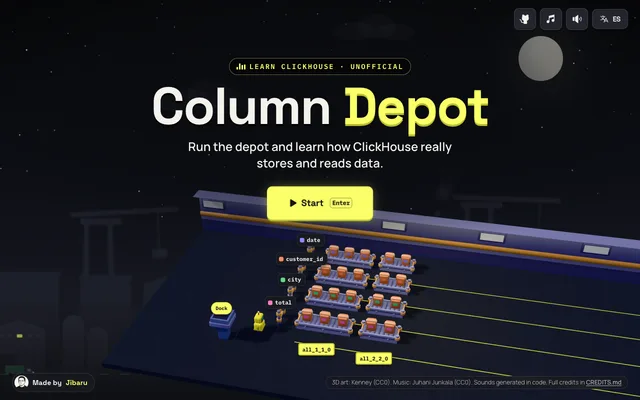 ES
LEARN CLICKHOUSE · UNOFFICIAL
Column Depot
Run the depot and learn how ClickHouse really
stores and reads data.
Start Enter
date
customer_id
city
total
Dock
all_1_1_0
all_2_2_0
Made by Jibaru
3D art: Kenney (CC0). Music: Juhani Junkala (CC0). Sounds generated in code. Full credits in CREDITS.md